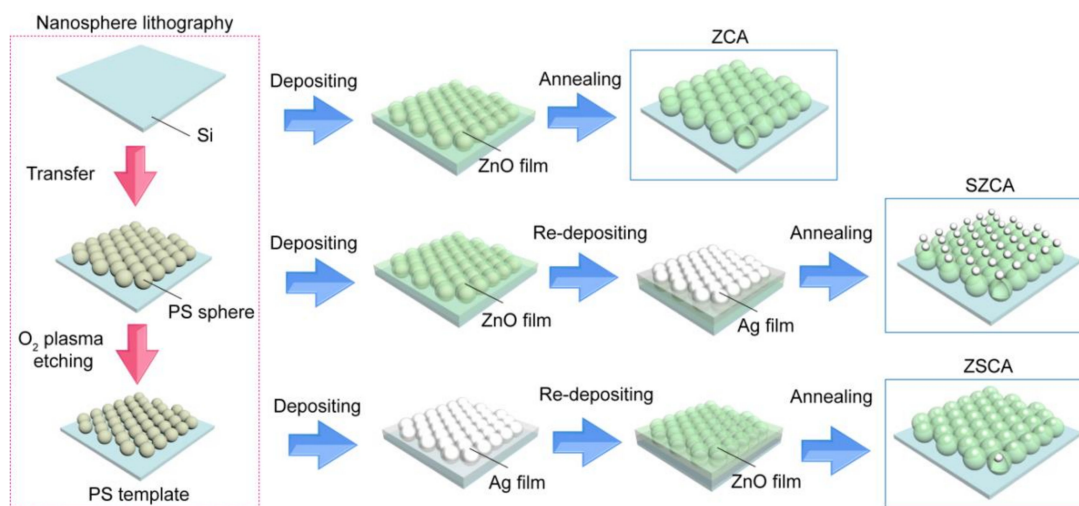 Nanosphere lithography
Si
Transfer
PS sphere
O₂ plasma
etching
PS template
Depositing
ZnO film
Annealing
ZCA
Depositing
ZnO film
Re-depositing
Ag film
Annealing
SZCA
Depositing
Ag film
Re-depositing
ZnO film
Annealing
ZSCA